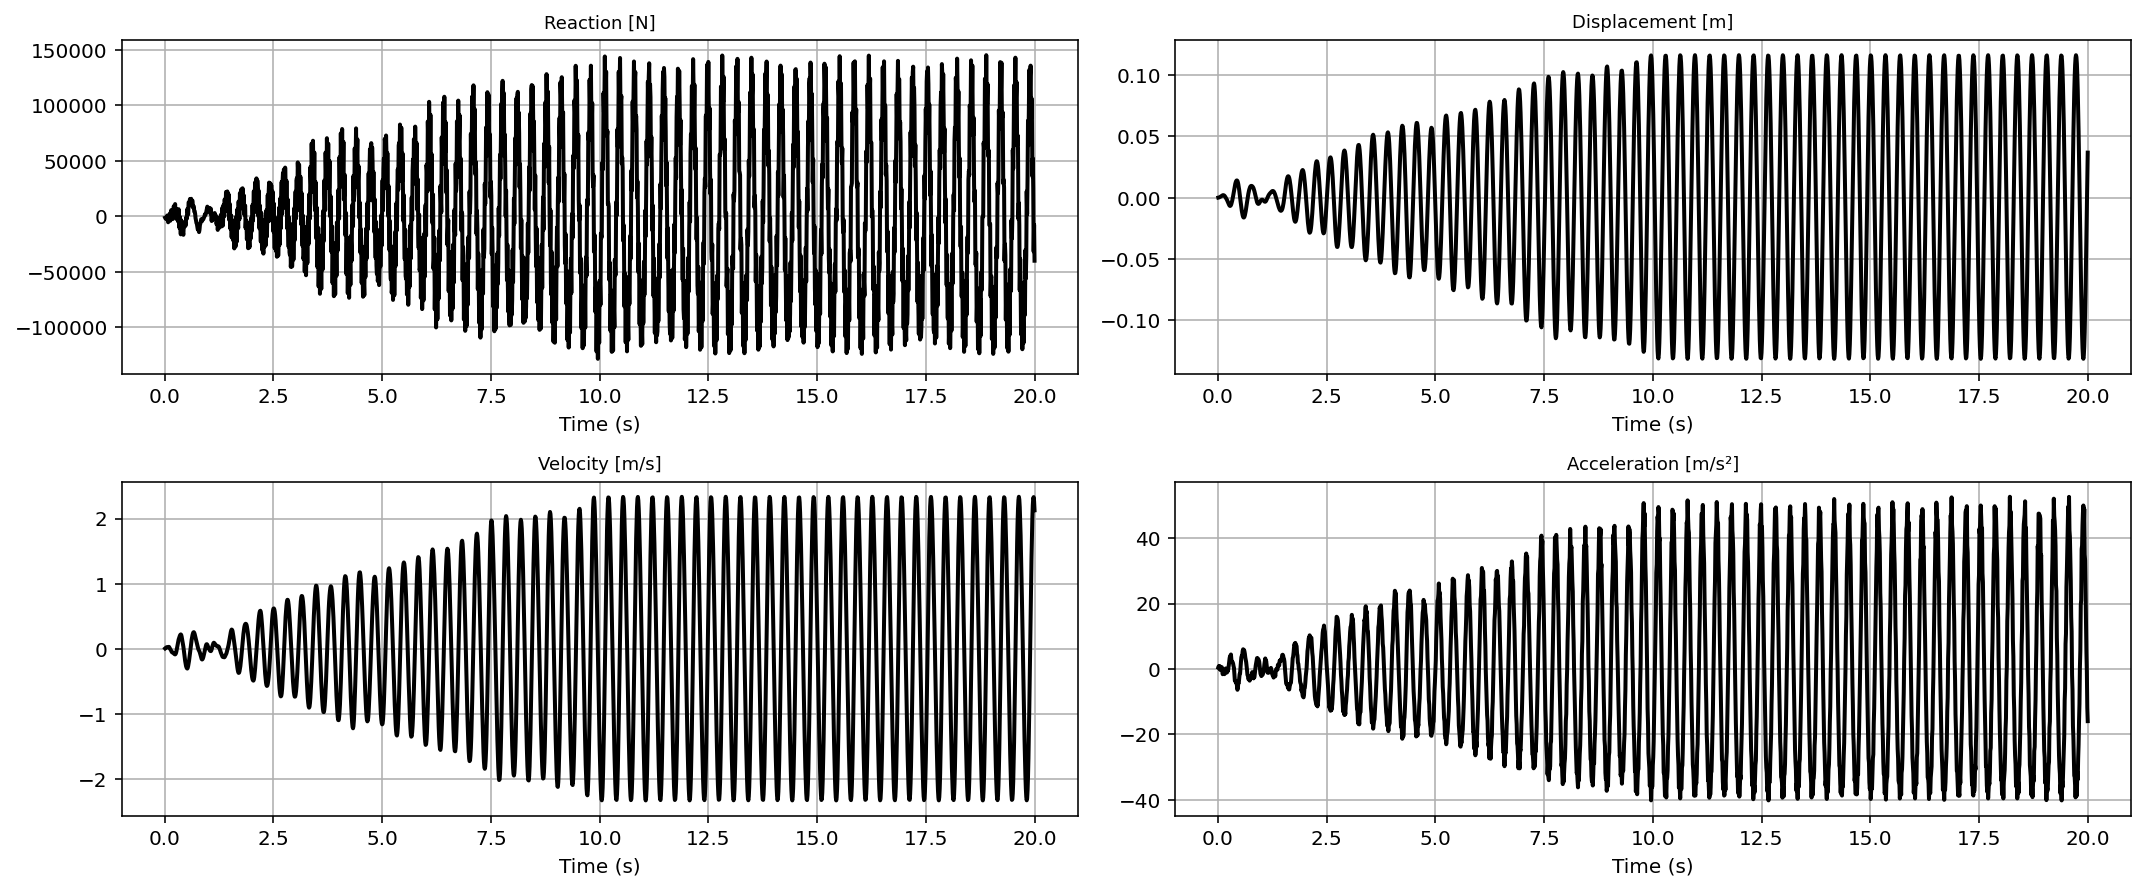 Reaction [N]
150000
100000
50000
0
−50000
−100000
0.0 2.5 5.0 7.5 10.0 12.5 15.0 17.5 20.0
Time (s)
Displacement [m]
0.10
0.05
0.00
−0.05
−0.10
0.0 2.5 5.0 7.5 10.0 12.5 15.0 17.5 20.0
Time (s)
Velocity [m/s]
2
1
0
−1
−2
0.0 2.5 5.0 7.5 10.0 12.5 15.0 17.5 20.0
Time (s)
Acceleration [m/s²]
40
20
0
−20
−40
0.0 2.5 5.0 7.5 10.0 12.5 15.0 17.5 20.0
Time (s)